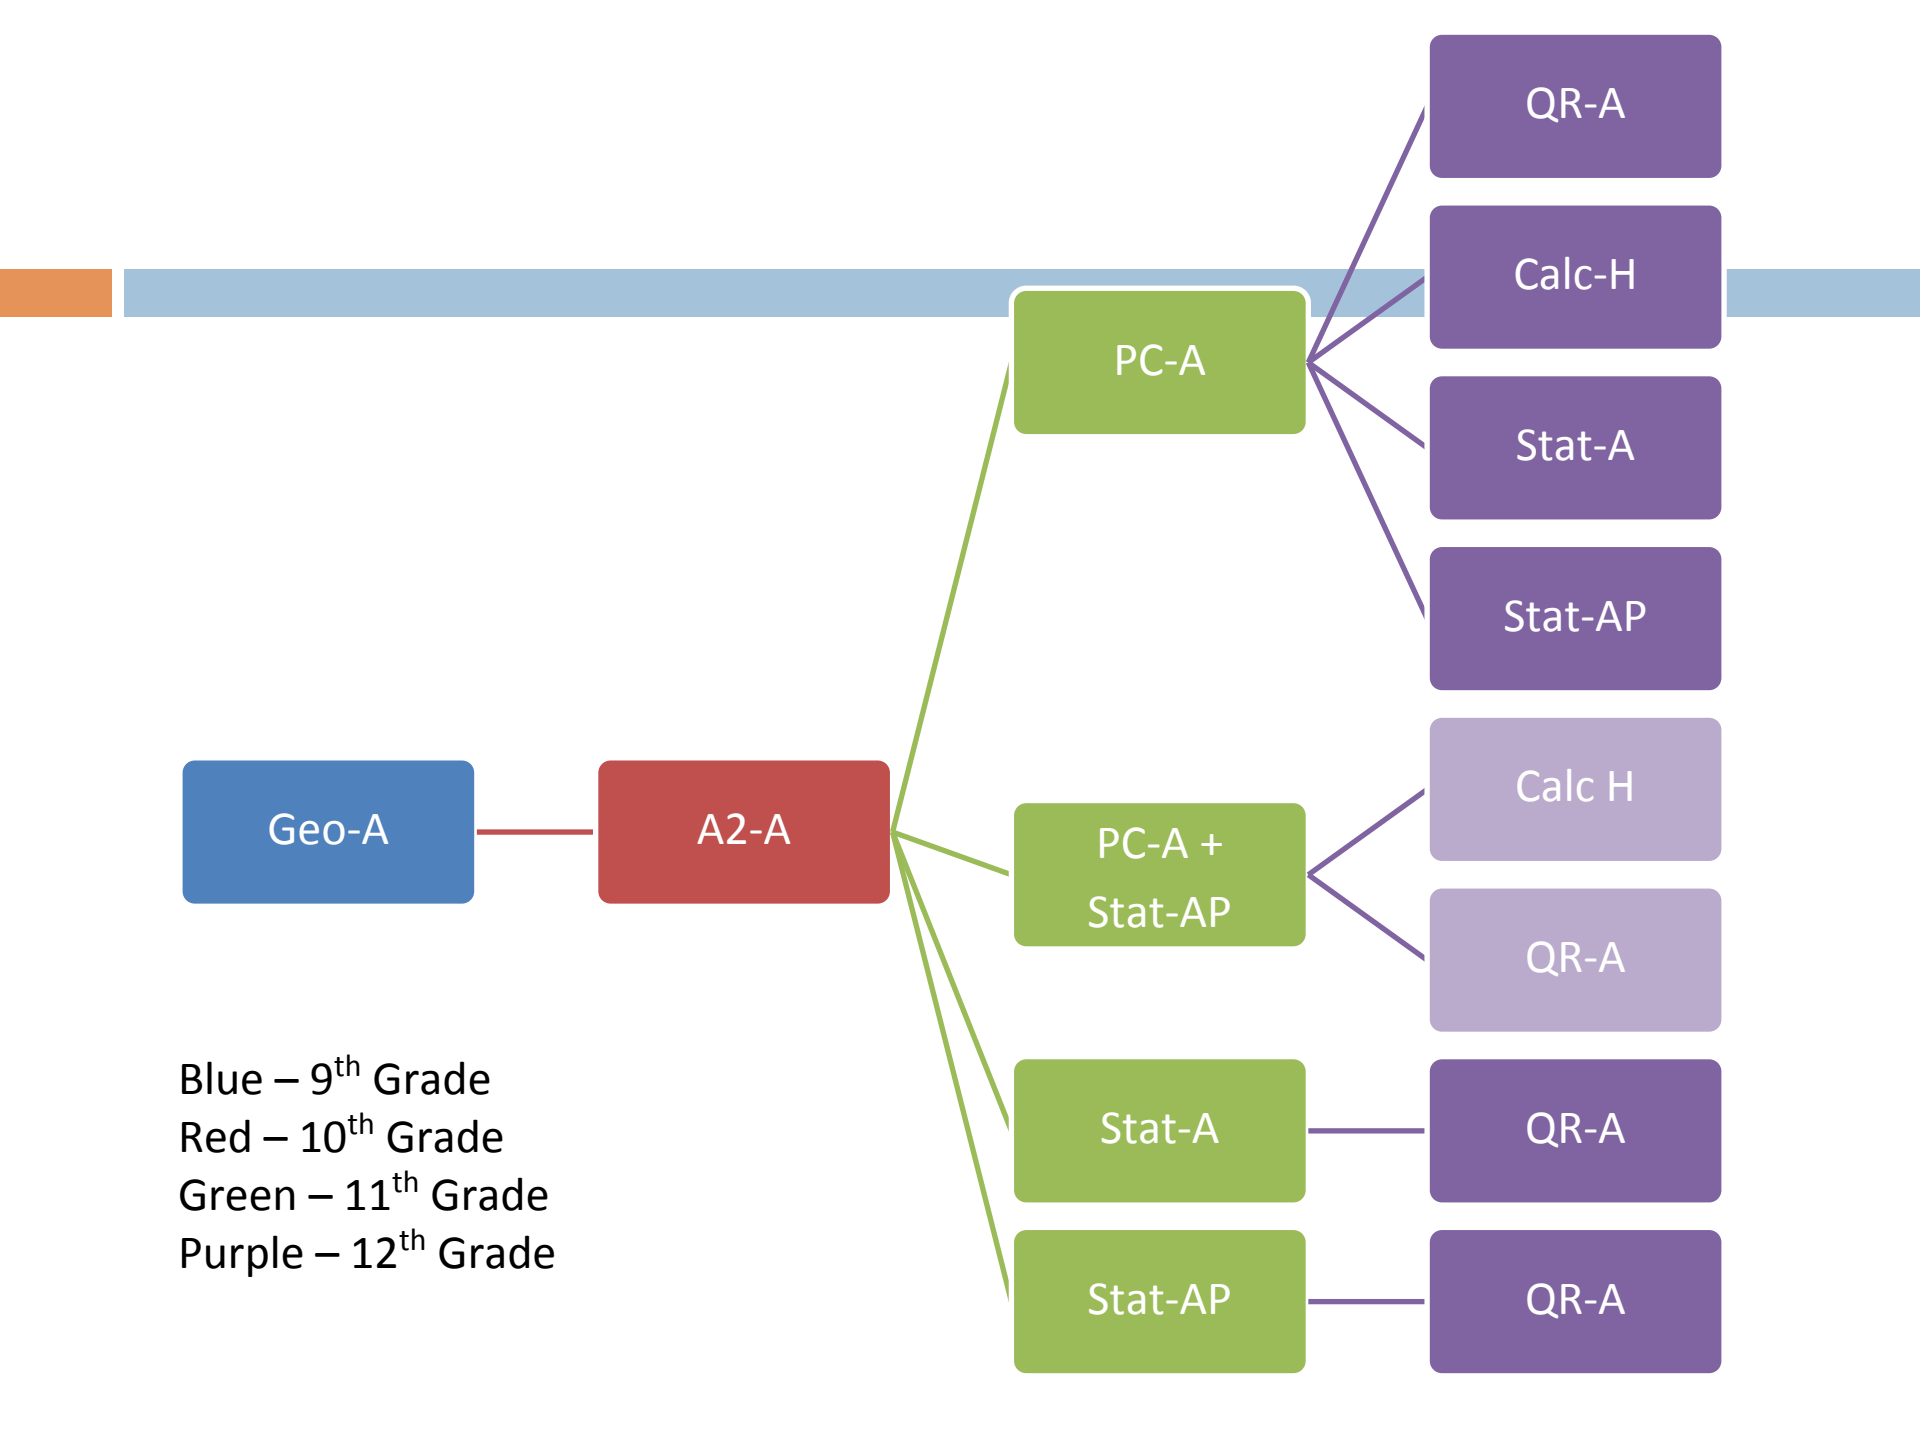 QR-A
Calc-H
PC-A
Stat-A
Stat-AP
Calc H
Geo-A
A2-A
PC-A +
Stat-AP
QR-A
Blue – 9th Grade
Red – 10th Grade
Green – 11th Grade
Purple – 12th Grade
Stat-A
QR-A
Stat-AP
QR-A